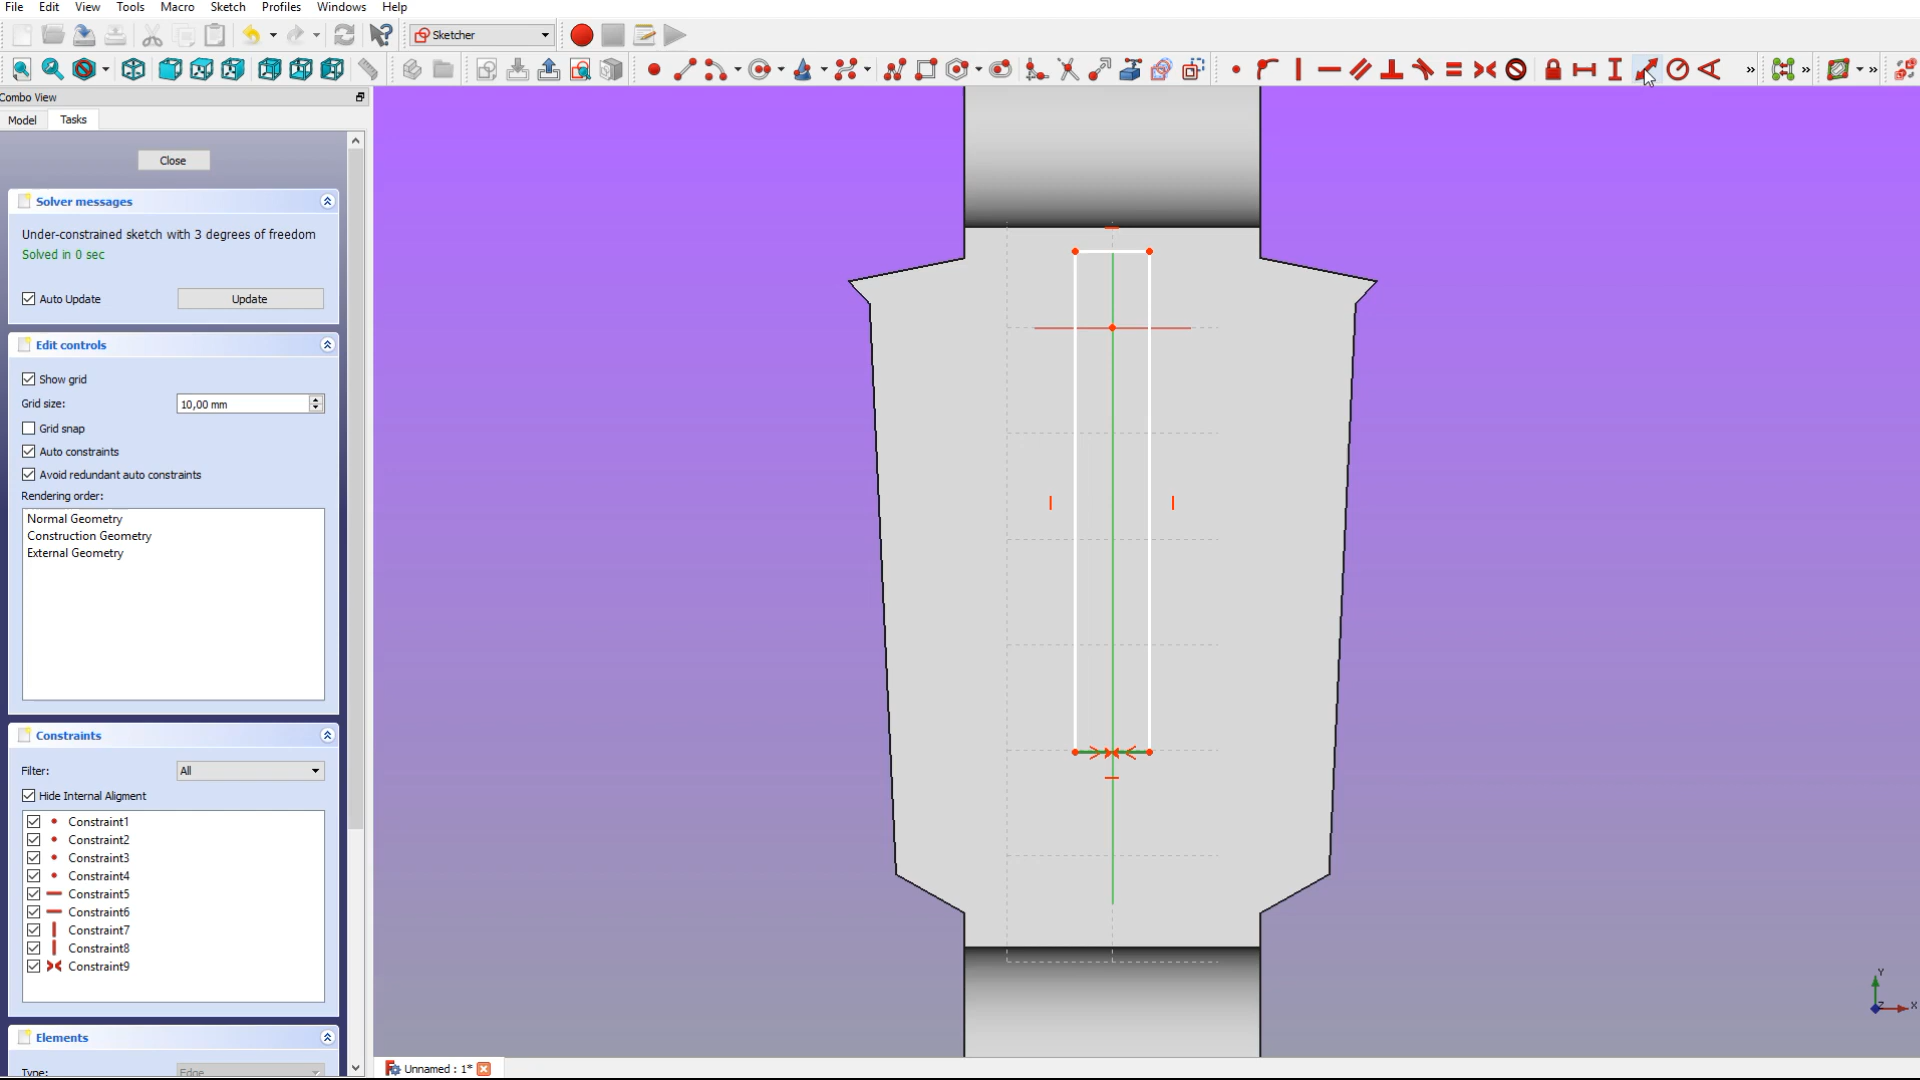 File Edit View Tools Macro Sketch Profiles Windows Help
Sketcher
Combo View
Model Tasks
Close
Solver messages
Under-constrained sketch with 3 degrees of freedom
Solved in 0 sec
Auto Update Update
Edit controls
Show grid
Grid size: 10,00 mm
Grid snap
Auto constraints
Avoid redundant auto constraints
Rendering order:
Normal Geometry
Construction Geometry
External Geometry
Constraints
Filter: All
Hide Internal Aligment
Constraint1
Constraint2
Constraint3
Constraint4
Constraint5
Constraint6
Constraint7
Constraint8
Constraint9
Elements
Type: Edge
Unnamed : 1*
Y
Z X